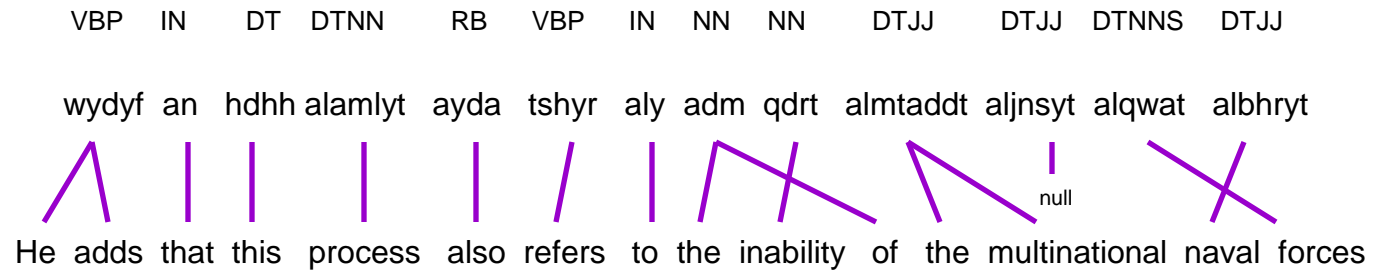 VBP IN DT DTNN RB VBP IN NN NN DTJJ DTJJ DTNNS DTJJ
wydyf an hdhh alamlyt ayda tshyr aly adm qdrt almtaddt aljnsyt alqwat albhryt
null
He adds that this process also refers to the inability of the multinational naval forces